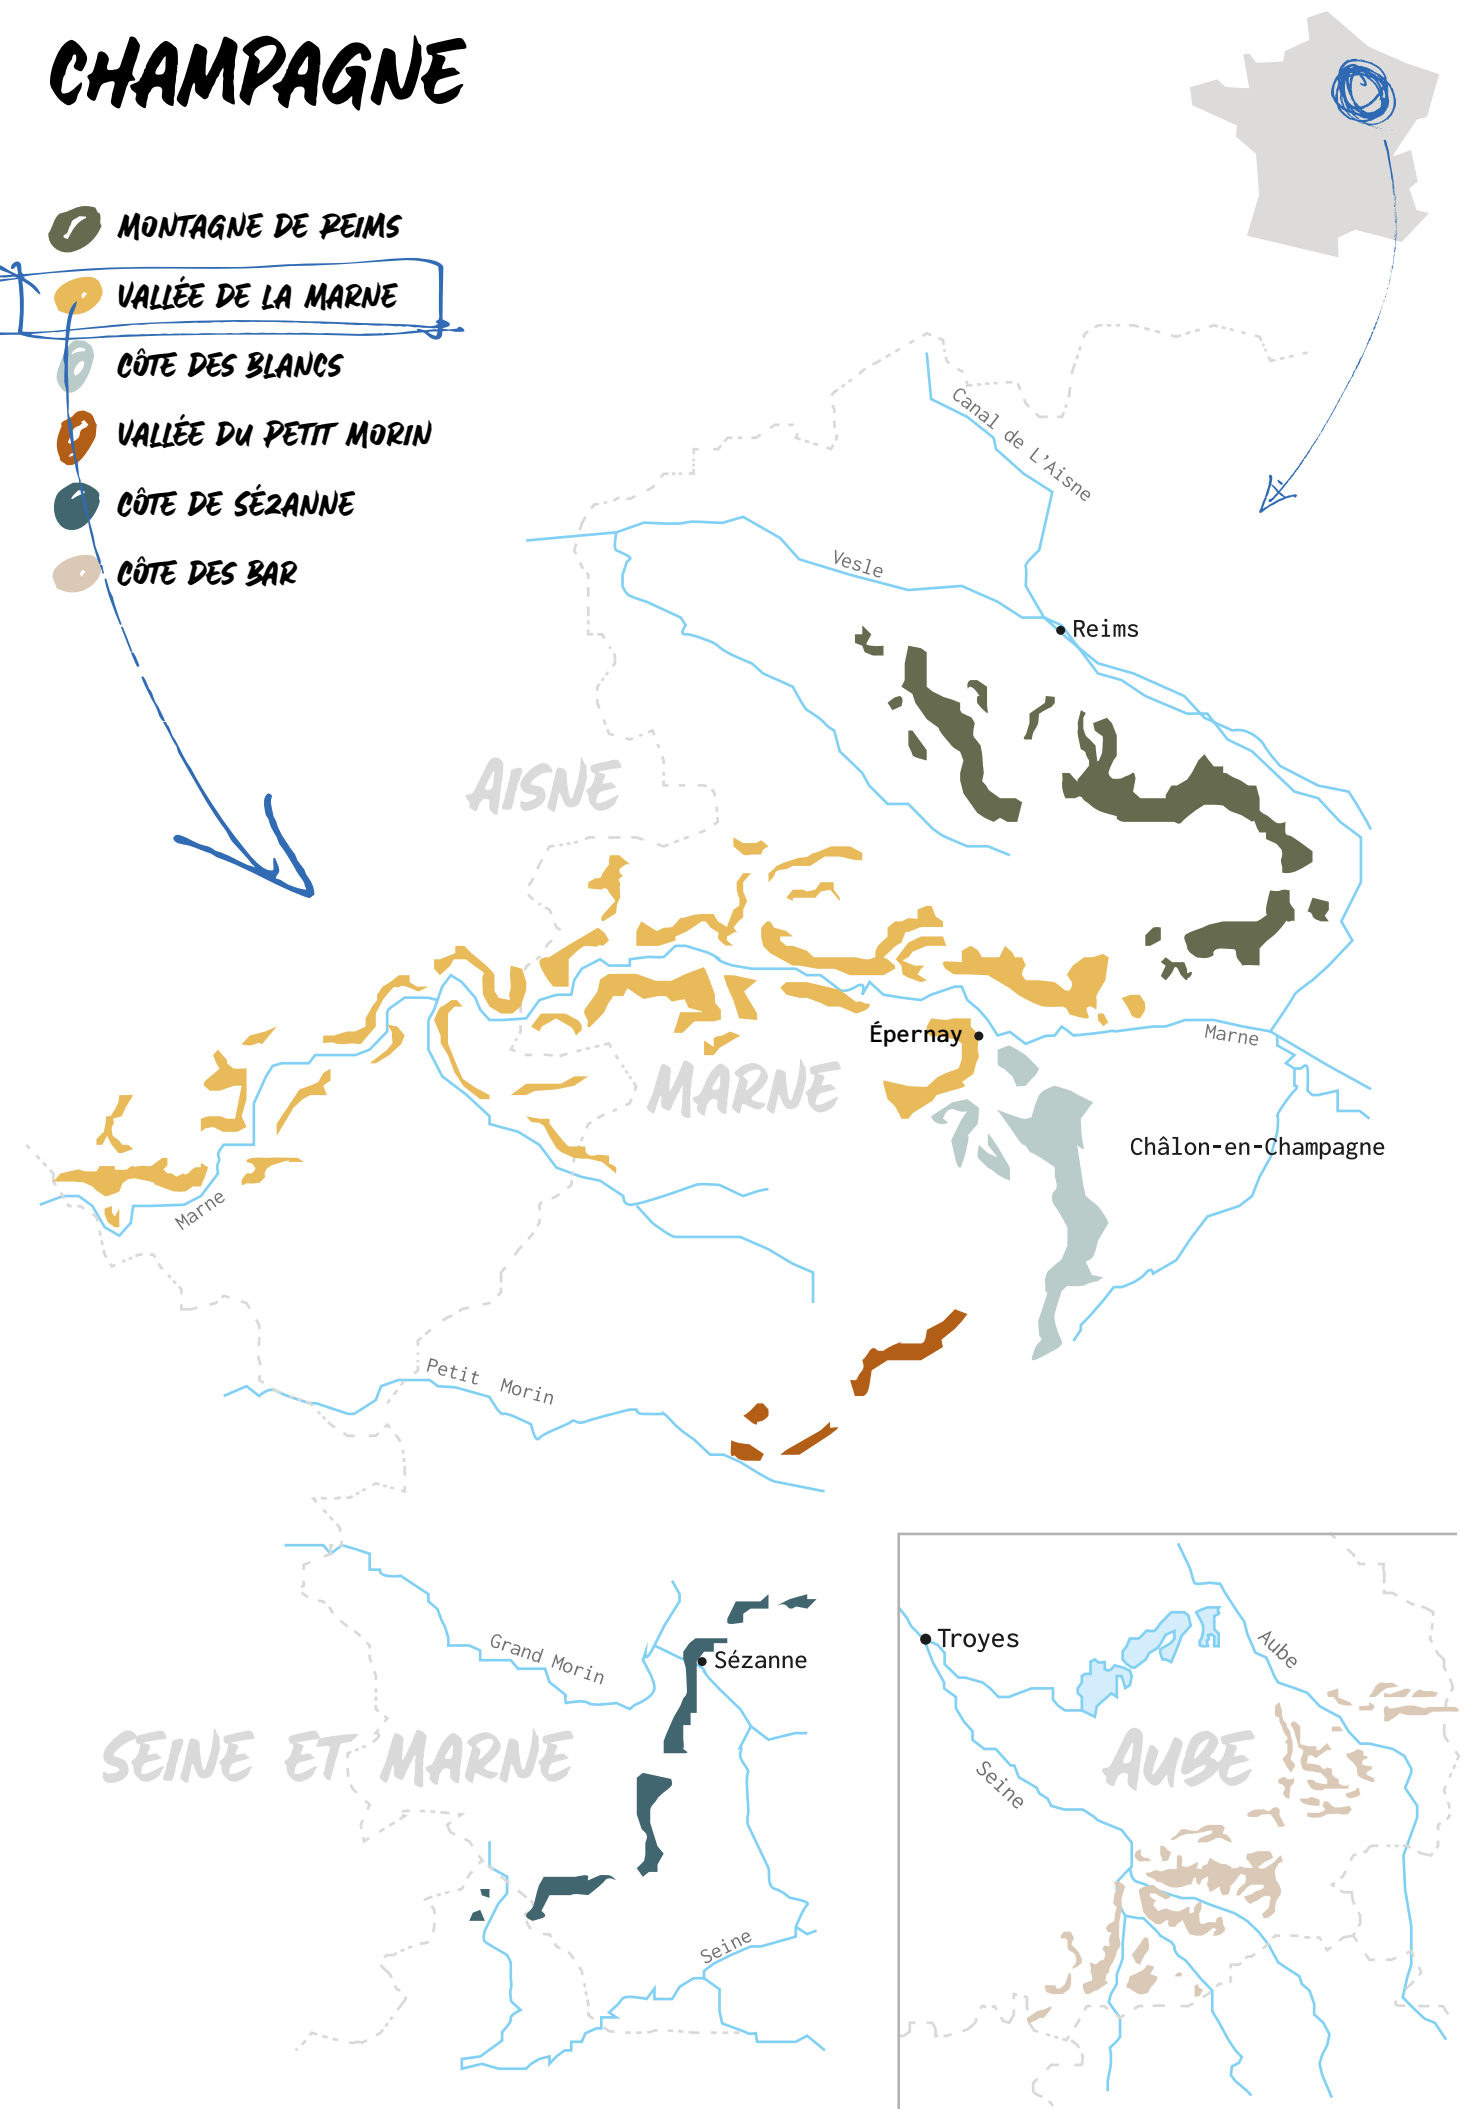 CHAMPAGNE
MONTAGNE DE REIMS
VALLÉE DE LA MARNE
CÔTE DES BLANCS
VALLÉE DU PETIT MORIN
CÔTE DE SÉZANNE
CÔTE DES BAR
Canal de L'Aisne
Vesle
Reims
AISNE
Épernay
Marne
MARNE
Châlon-en-Champagne
Marne
Petit Morin
Grand Morin
Sézanne
SEINE ET MARNE
Seine
Troyes
Aube
AUBE
Seine